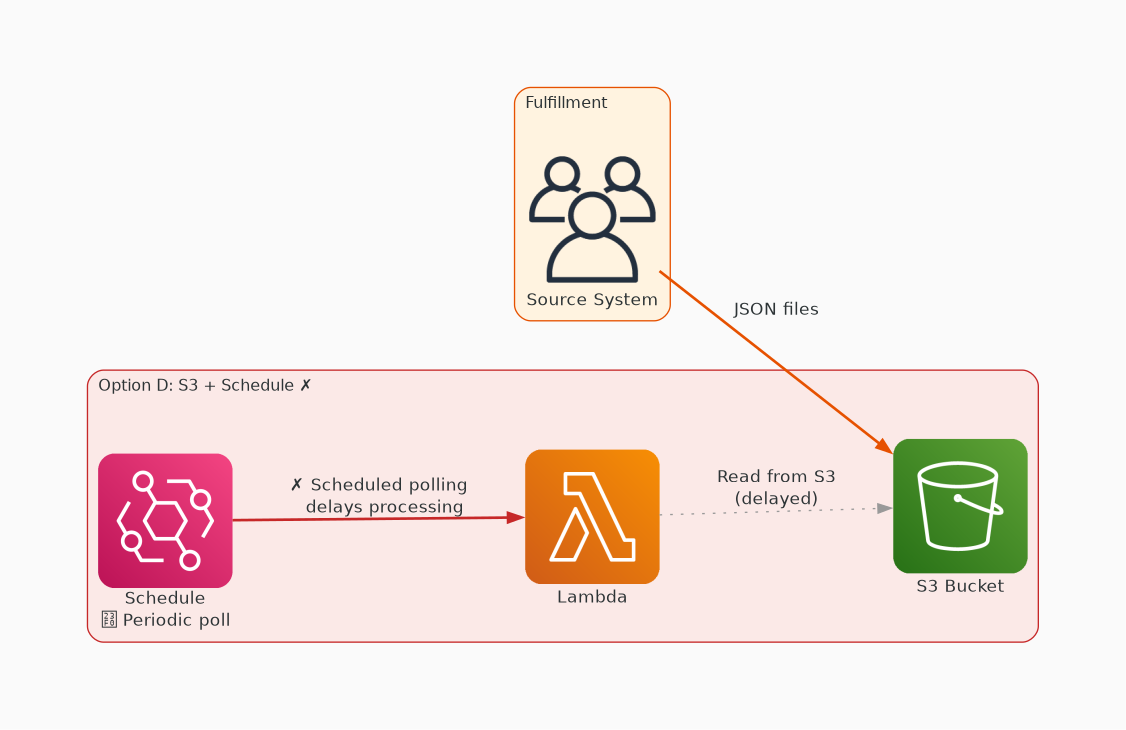 Fulfillment
Source System
JSON files
Option D: S3 + Schedule ✗
✗ Scheduled polling
delays processing
Read from S3
(delayed)
Schedule
Periodic poll
Lambda
S3 Bucket